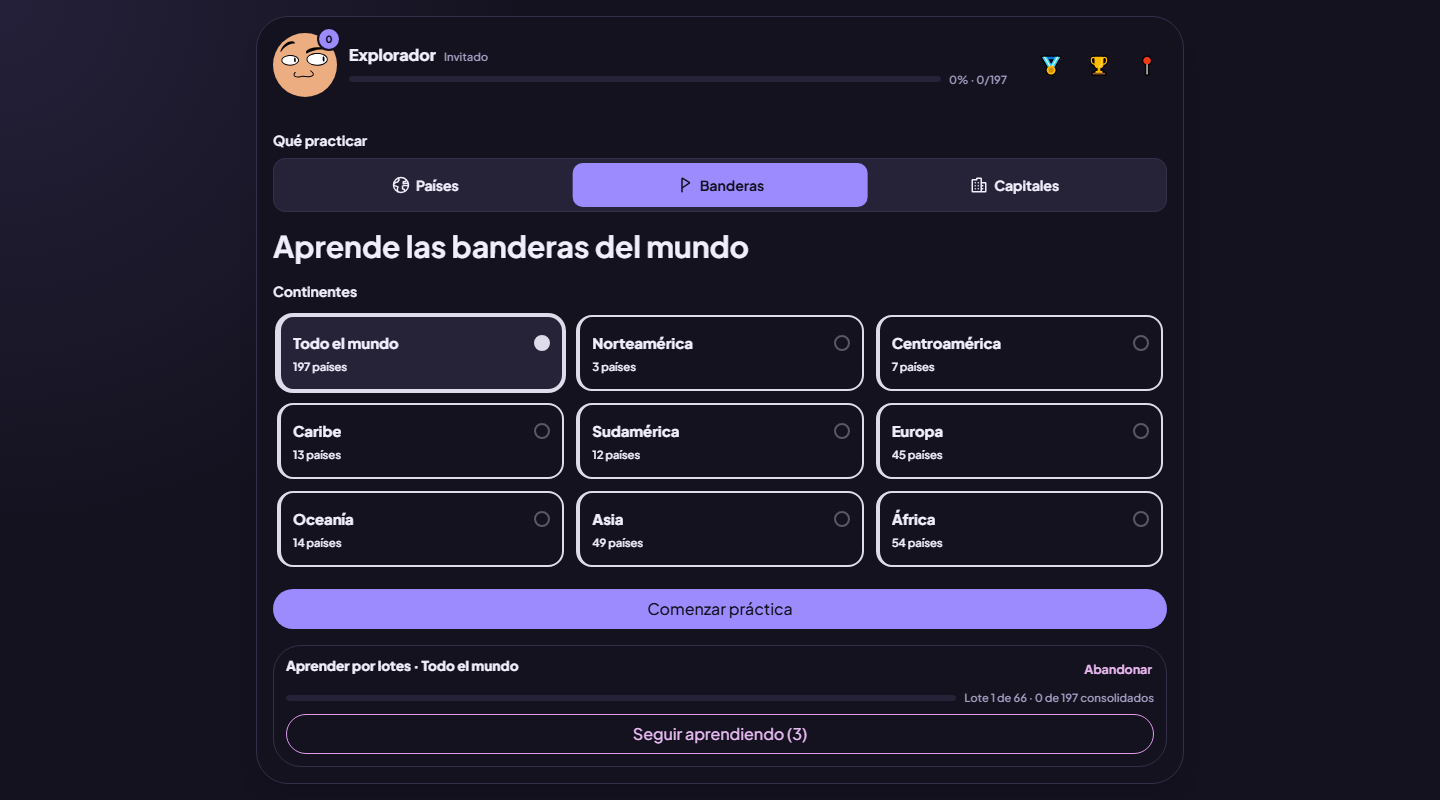 0
Explorador Invitado
0% · 0/197
Qué practicar
Países Banderas Capitales
Aprende las banderas del mundo
Continentes
Todo el mundo
197 países
Norteamérica
3 países
Centroamérica
7 países
Caribe
13 países
Sudamérica
12 países
Europa
45 países
Oceanía
14 países
Asia
49 países
África
54 países
Comenzar práctica
Aprender por lotes · Todo el mundo
Abandonar
Lote 1 de 66 · 0 de 197 consolidados
Seguir aprendiendo (3)